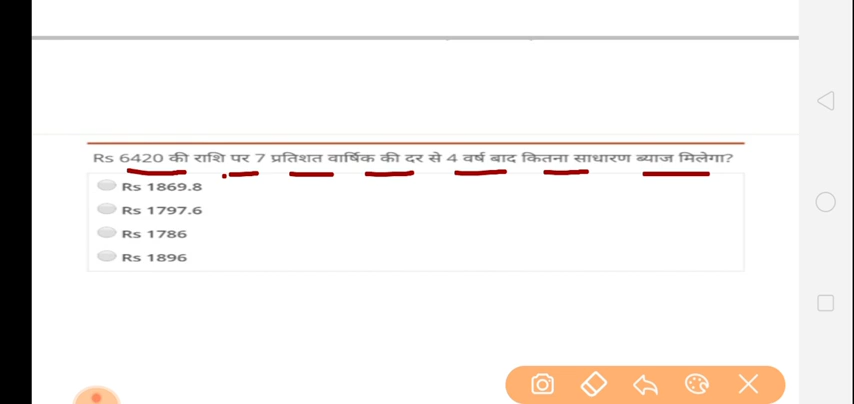 Rs 6420 की राशि पर 7 प्रतिशत वार्षिक की दर से 4 वर्ष बाद कितना साधारण ब्याज मिलेगा?
Rs 1869.8
Rs 1797.6
Rs 1786
Rs 1896